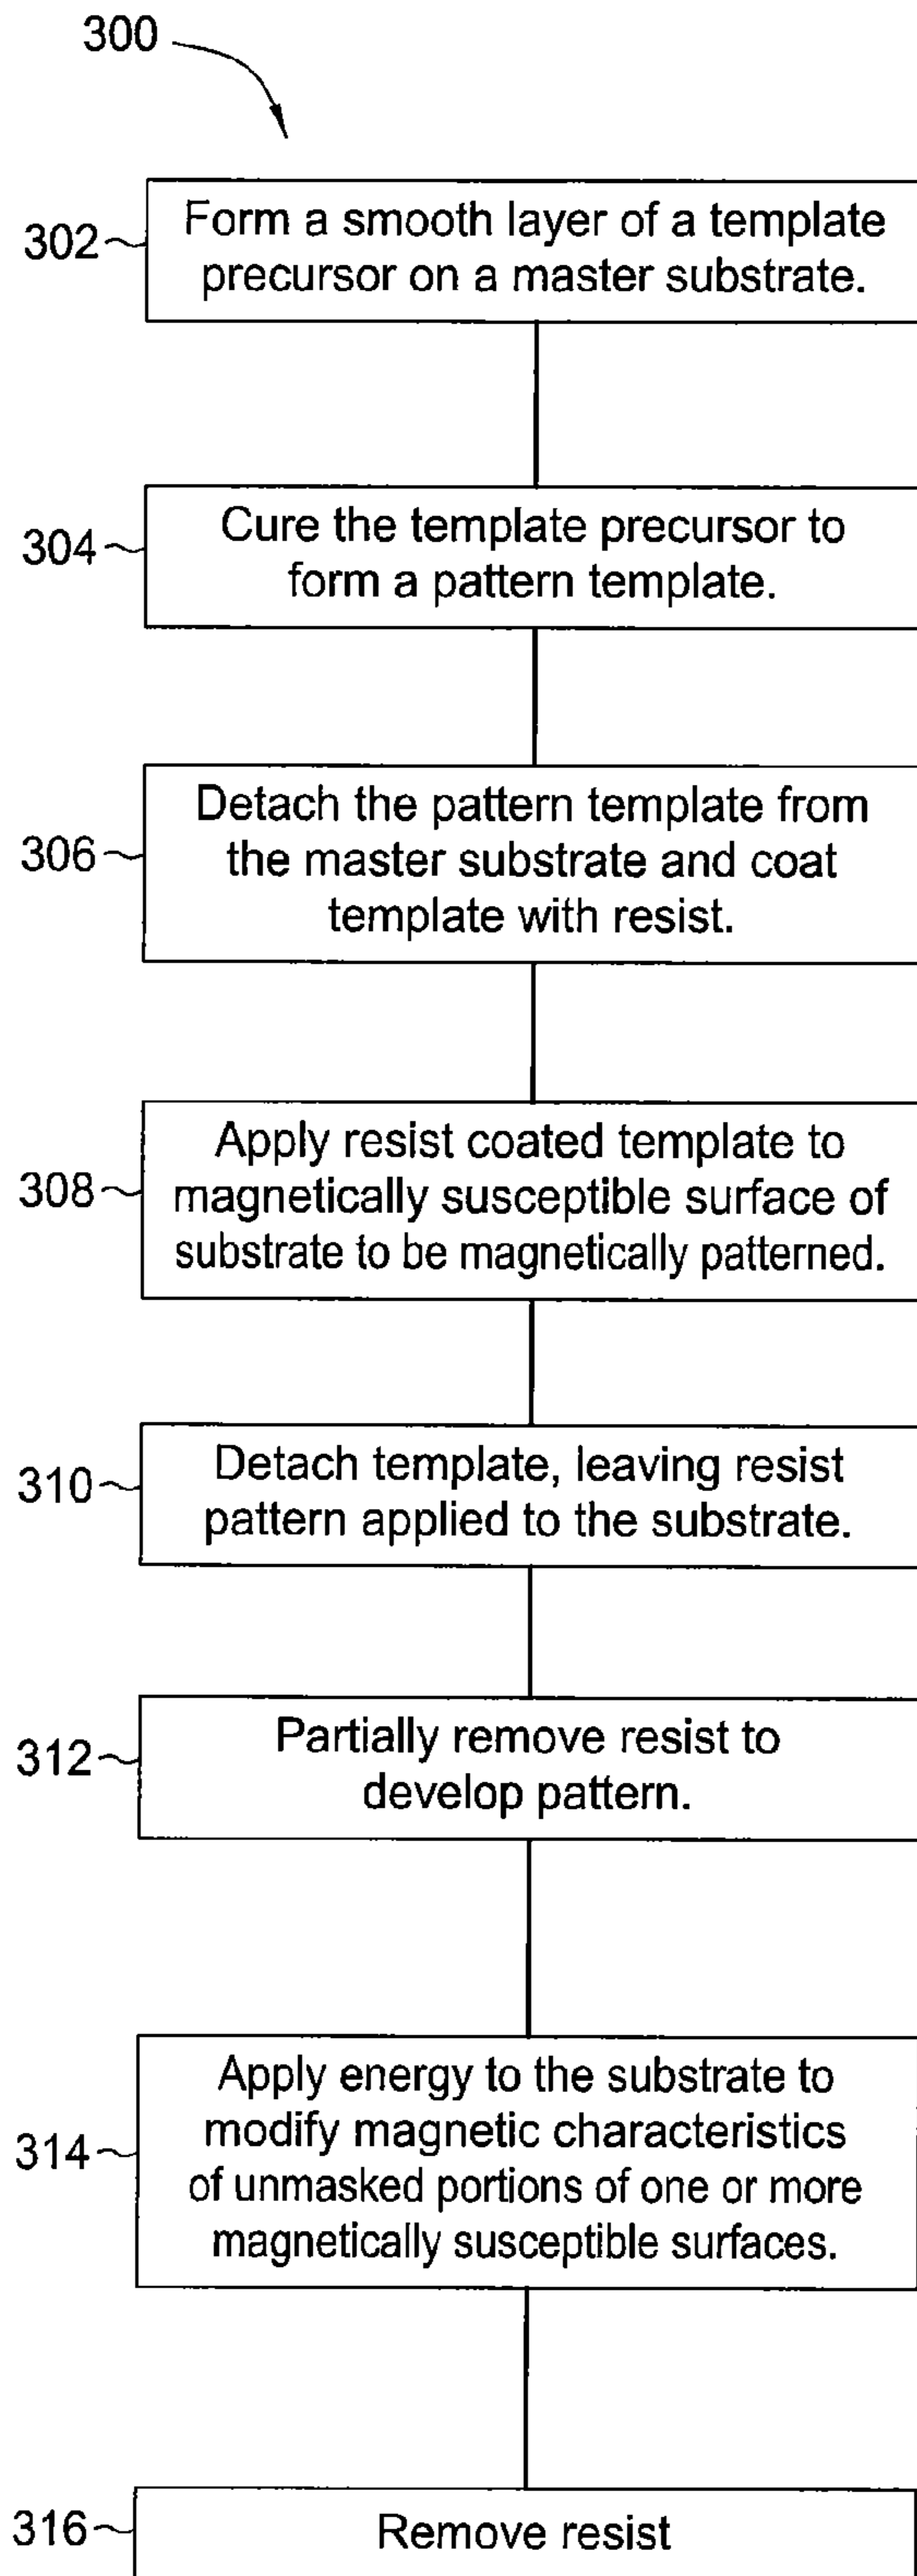 300
302
Form a smooth layer of a template
precursor on a master substrate.
304
Cure the template precursor to
form a pattern template.
306
Detach the pattern template from
the master substrate and coat
template with resist.
308
Apply resist coated template to
magnetically susceptible surface of
substrate to be magnetically patterned.
310
Detach template, leaving resist
pattern applied to the substrate.
312
Partially remove resist to
develop pattern.
314
Apply energy to the substrate to
modify magnetic characteristics
of unmasked portions of one or more
magnetically susceptible surfaces.
316
Remove resist